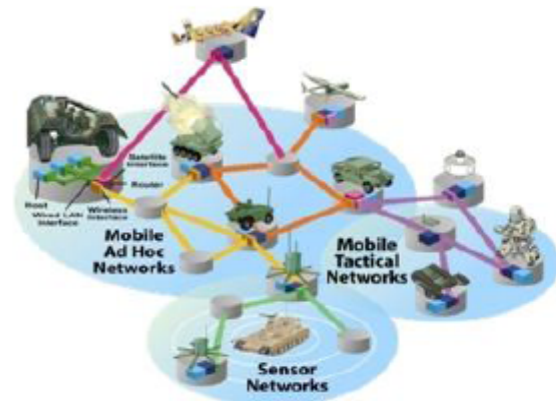 Satellite
Interface
Router
Host
Wired LAN
Interface
Wireless
Interface
Mobile
Ad Hoc
Networks
Mobile
Tactical
Networks
Sensor
Networks